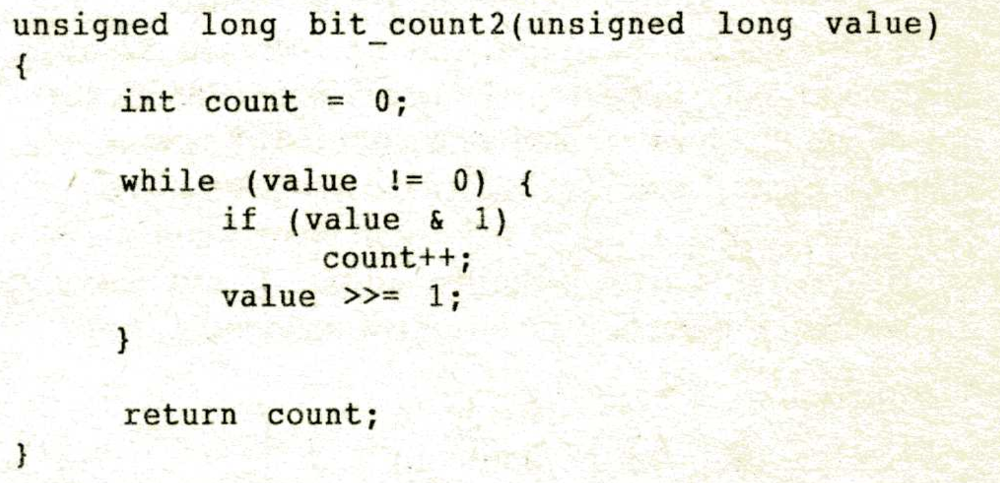 unsigned long bit_count2(unsigned long value)
{
int count = 0;
while (value != 0) {
if (value & 1)
count++;
value >>= 1;
}
return count;
}